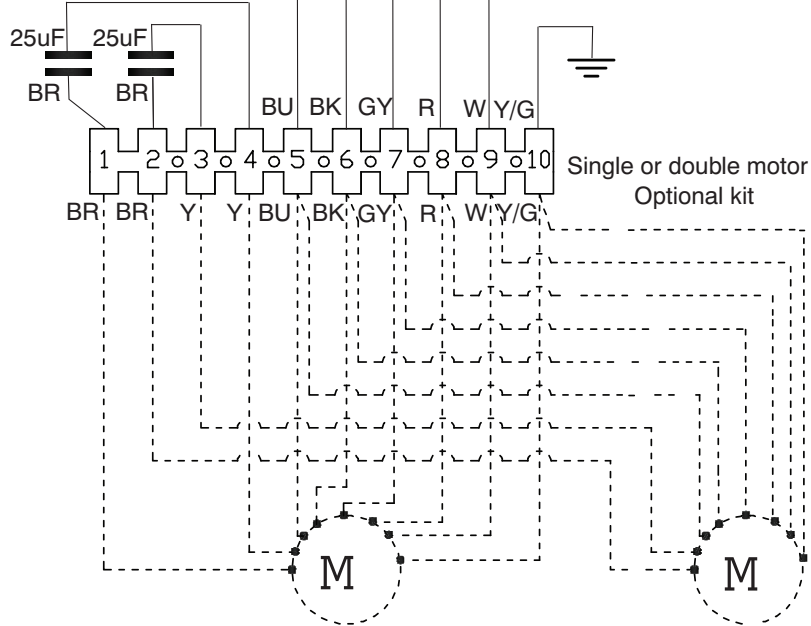 25uF 25uF
BR BR BU BK GY R W Y/G
1 2 3 4 5 6 7 8 9 10
Single or double motor
Optional kit
BR BR Y Y BU BK GY R W Y/G
M M